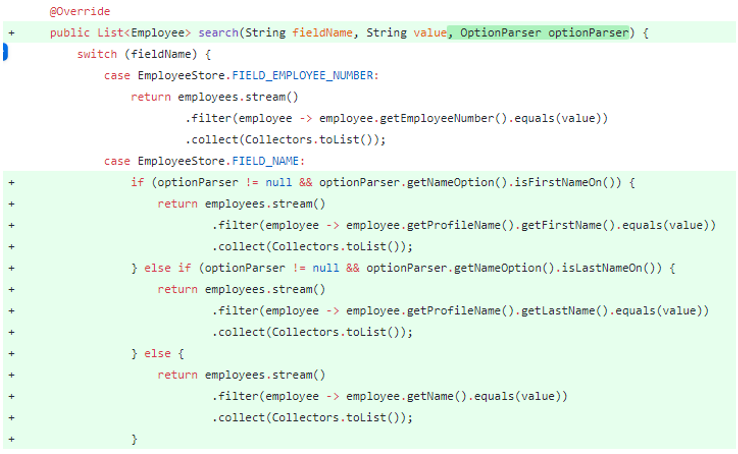 @Override
+ public List<Employee> search(String fieldName, String value, OptionParser optionParser) {
switch (fieldName) {
case EmployeeStore.FIELD_EMPLOYEE_NUMBER:
return employees.stream()
.filter(employee -> employee.getEmployeeNumber().equals(value))
.collect(Collectors.toList());
case EmployeeStore.FIELD_NAME:
+ if (optionParser != null && optionParser.getNameOption().isFirstNameOn()) {
+ return employees.stream()
+ .filter(employee -> employee.getProfileName().getFirstName().equals(value))
+ .collect(Collectors.toList());
+ } else if (optionParser != null && optionParser.getNameOption().isLastNameOn()) {
+ return employees.stream()
+ .filter(employee -> employee.getProfileName().getLastName().equals(value))
+ .collect(Collectors.toList());
+ } else {
+ return employees.stream()
+ .filter(employee -> employee.getName().equals(value))
+ .collect(Collectors.toList());
+ }